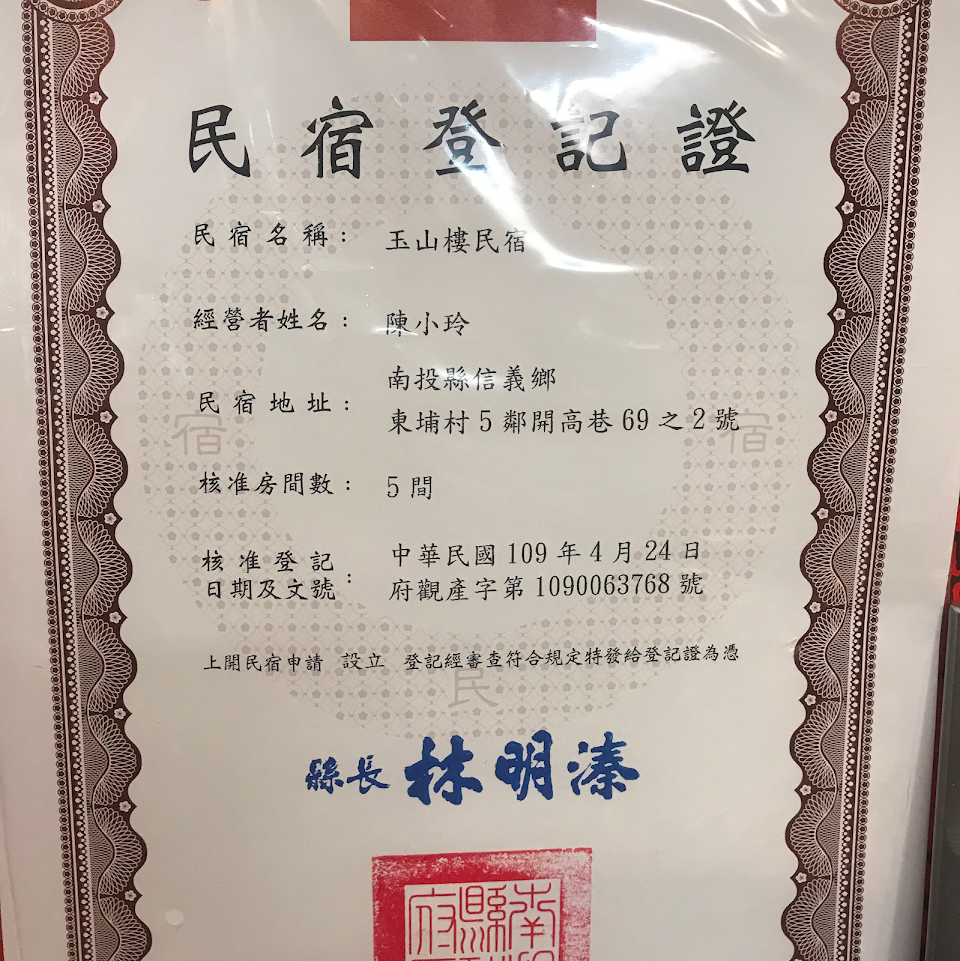 民宿登記證
民宿名稱： 玉山樓民宿
經營者姓名： 陳小玲
南投縣信義鄉
民宿地址： 東埔村5鄰開高巷69之2號
核准房間數： 5間
核准登記 中華民國109年4月24日
日期及文號： 府觀產字第1090063768號
上開民宿申請 設立 登記經審查符合規定特發給登記證為憑
縣長 林明溱
宿 宿
民
南
縣
府